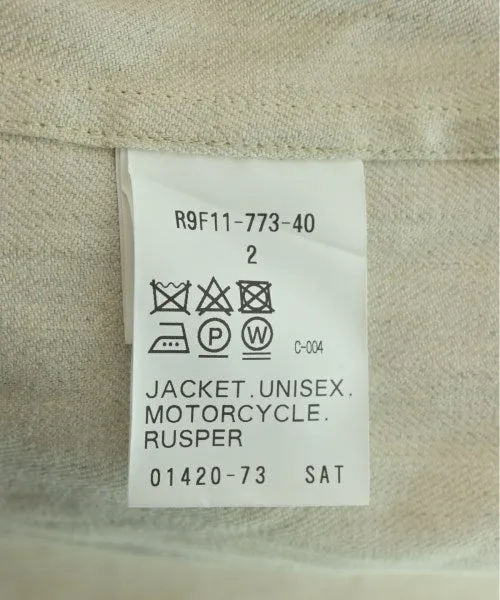 R9F11-773-40
2
P W C-004
JACKET.UNISEX.
MOTORCYCLE.
RUSPER
01420-73 SAT